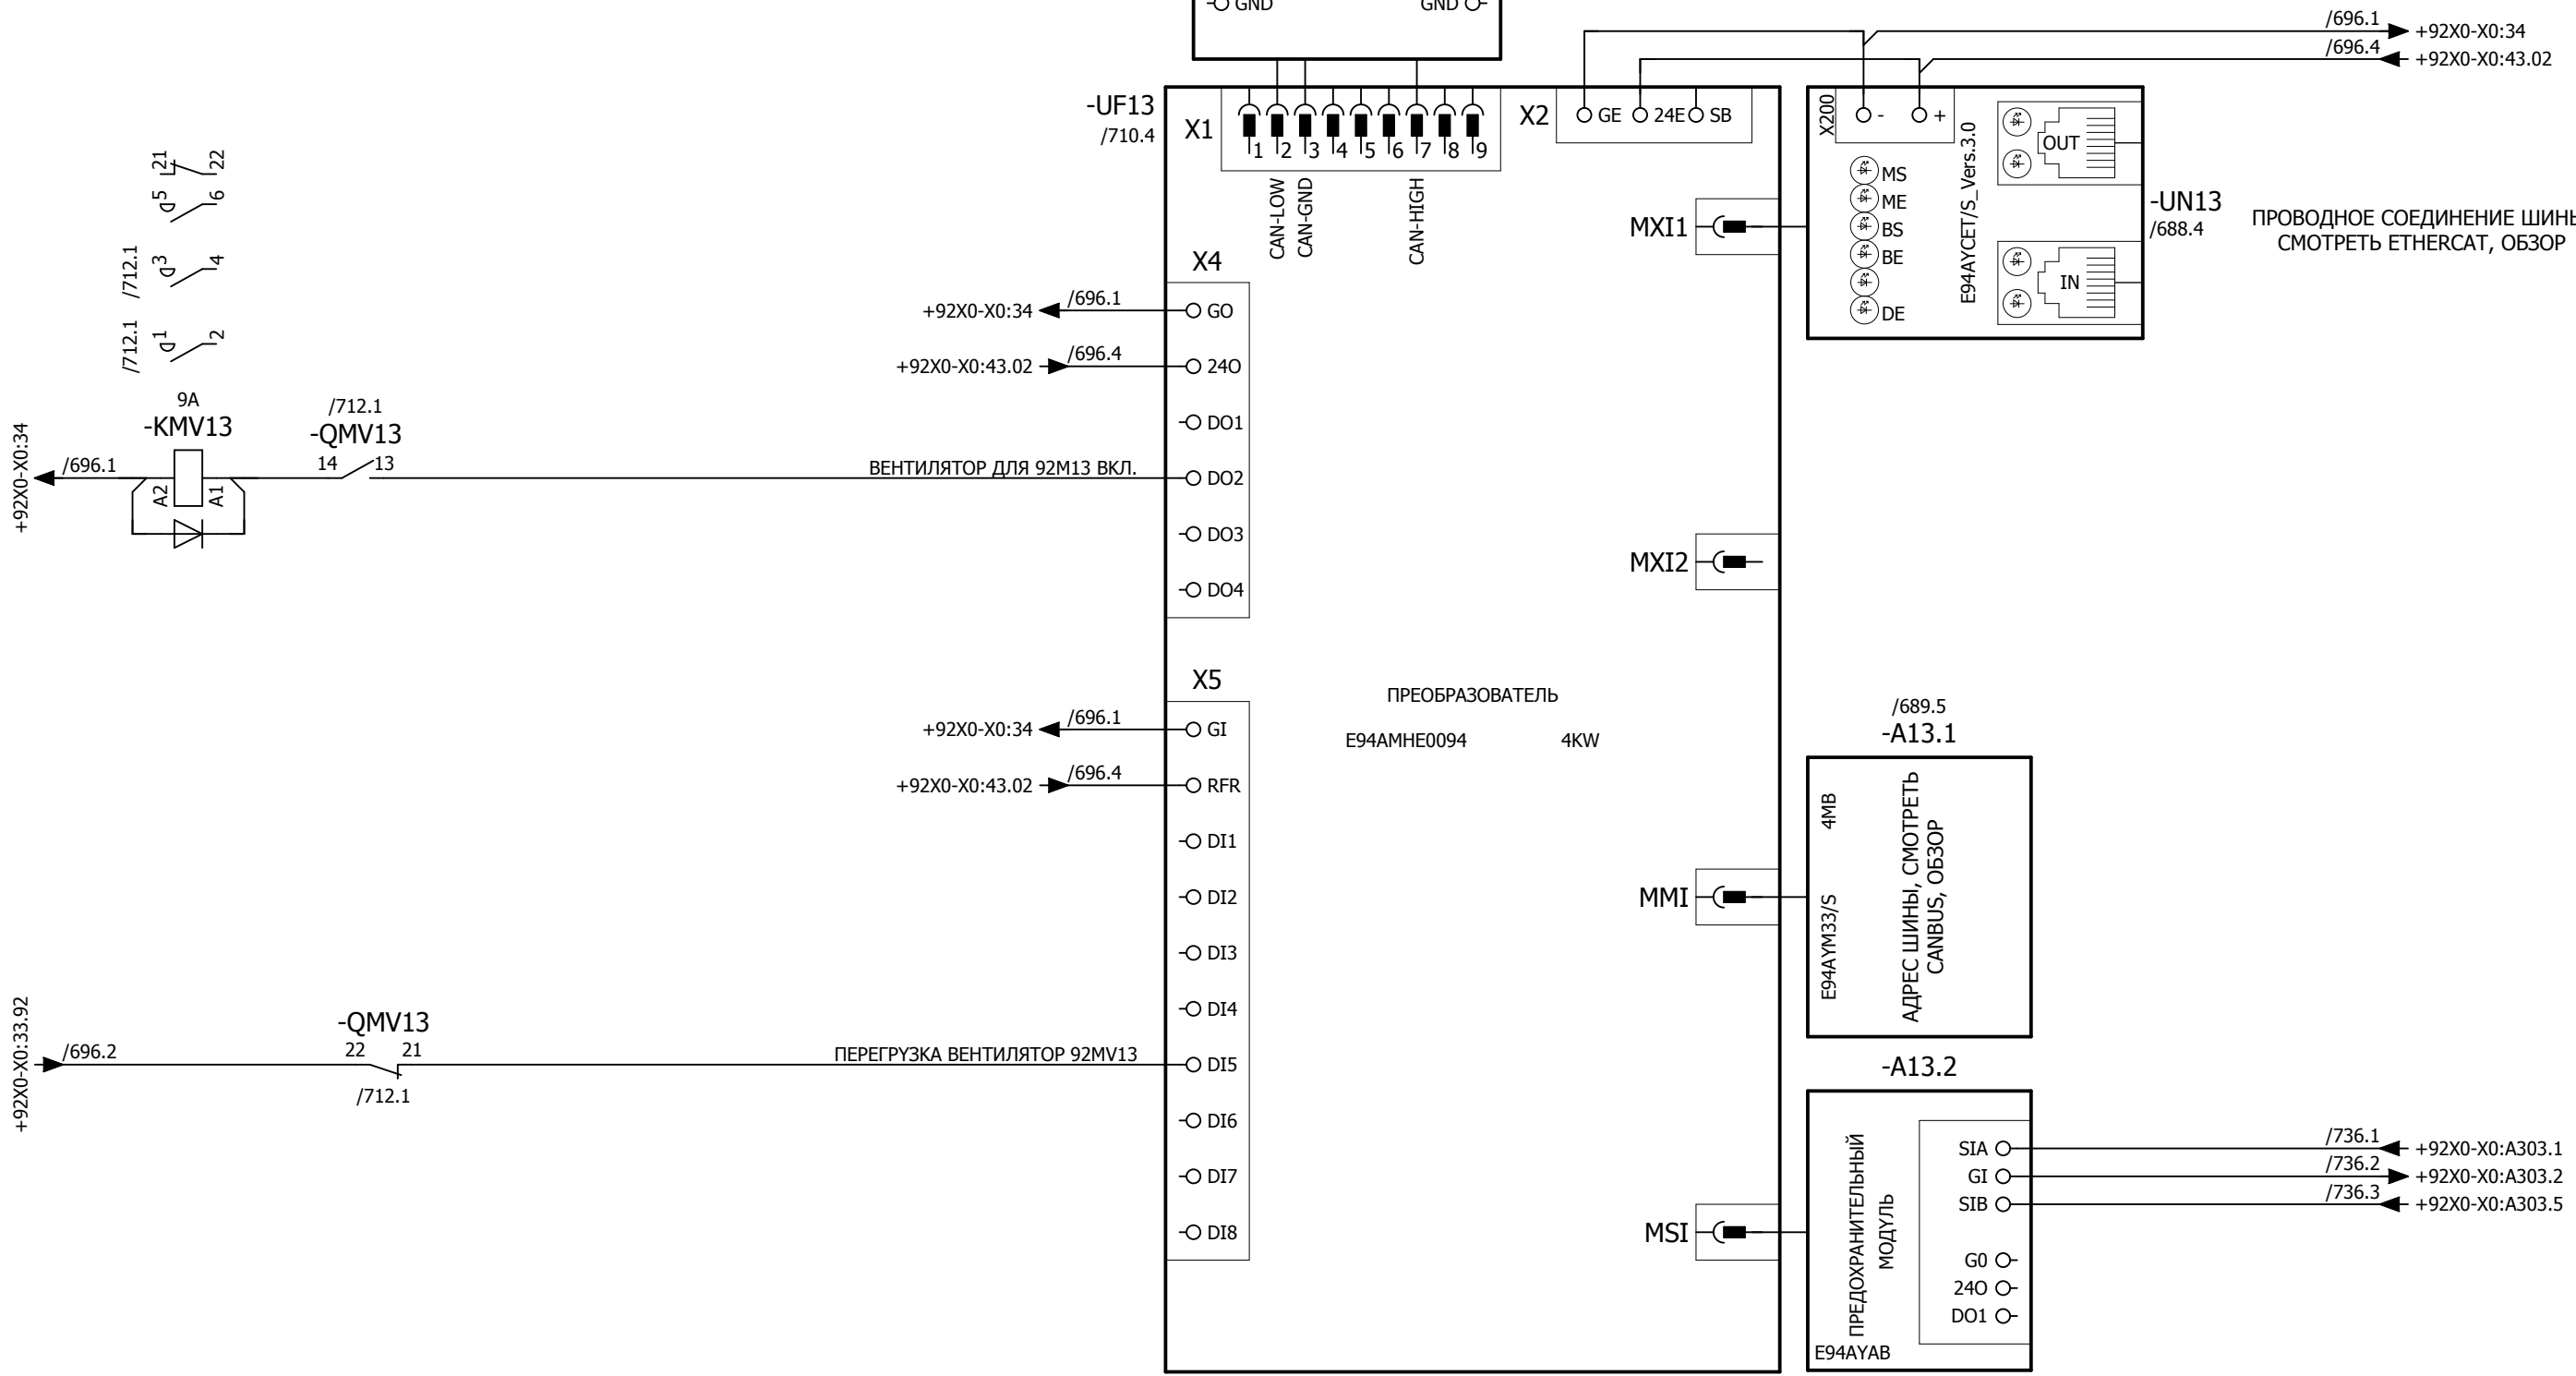 GND GND
/696.1
+92X0-X0:34
/696.4
+92X0-X0:43.02
-UF13
/710.4
X1
1 2 3 4 5 6 7 8 9
CAN-LOW
CAN-GND
CAN-HIGH
X2
GE 24E SB
X200
- +
E94AYCET/S_Vers.3.0
OUT
IN
MS
ME
BS
BE
DE
-UN13
/688.4
ПРОВОДНОЕ СОЕДИНЕНИЕ ШИНЫ
СМОТРЕТЬ ETHERCAT, ОБЗОР
MXI1
21 22
5 6
/712.1 3 4
/712.1 1 2
9A
-KMV13
A2 A1
+92X0-X0:34
/696.1
/712.1
-QMV13
14 13
ВЕНТИЛЯТОР ДЛЯ 92M13 ВКЛ.
X4
+92X0-X0:34 /696.1 GO
+92X0-X0:43.02 /696.4 24O
DO1
DO2
DO3
DO4
MXI2
X5
+92X0-X0:34 /696.1 GI
+92X0-X0:43.02 /696.4 RFR
DI1
DI2
DI3
DI4
DI5
DI6
DI7
DI8
ПРЕОБРАЗОВАТЕЛЬ
E94AMHE0094 4KW
+92X0-X0:33.92
/696.2
-QMV13
22 21
/712.1
ПЕРЕГРУЗКА ВЕНТИЛЯТОР 92MV13
MMI
/689.5
-A13.1
E94AYM33/S 4MB
АДРЕС ШИНЫ, СМОТРЕТЬ
CANBUS, ОБЗОР
MSI
-A13.2
ПРЕДОХРАНИТЕЛЬНЫЙ
МОДУЛЬ
E94AYAB
SIA /736.1 +92X0-X0:A303.1
GI /736.2 +92X0-X0:A303.2
SIB /736.3 +92X0-X0:A303.5
G0
24O
DO1